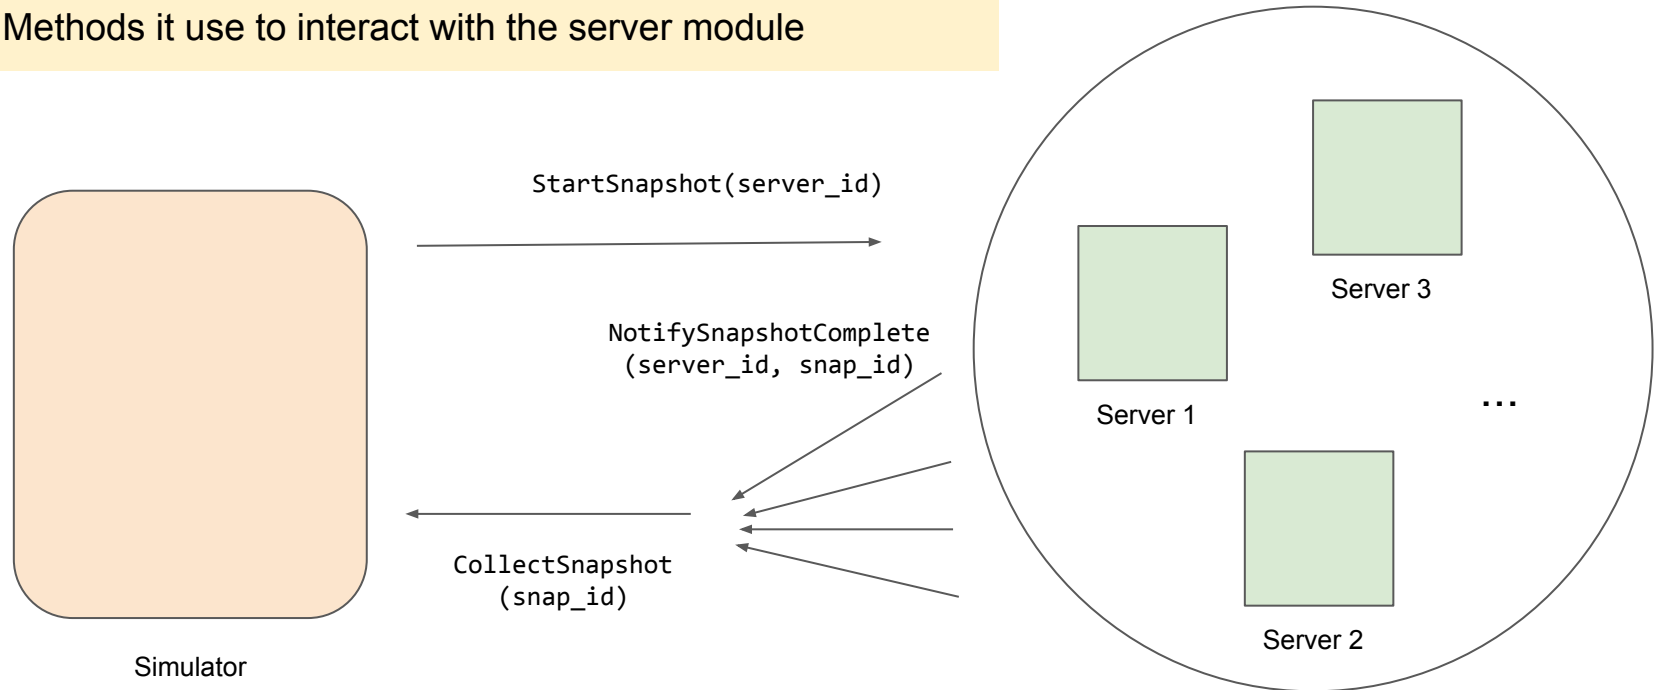 Methods it use to interact with the server module
StartSnapshot(server_id)
Server 3
NotifySnapshotComplete
(server_id, snap_id)
Server 1
...
CollectSnapshot
(snap_id)
Server 2
Simulator